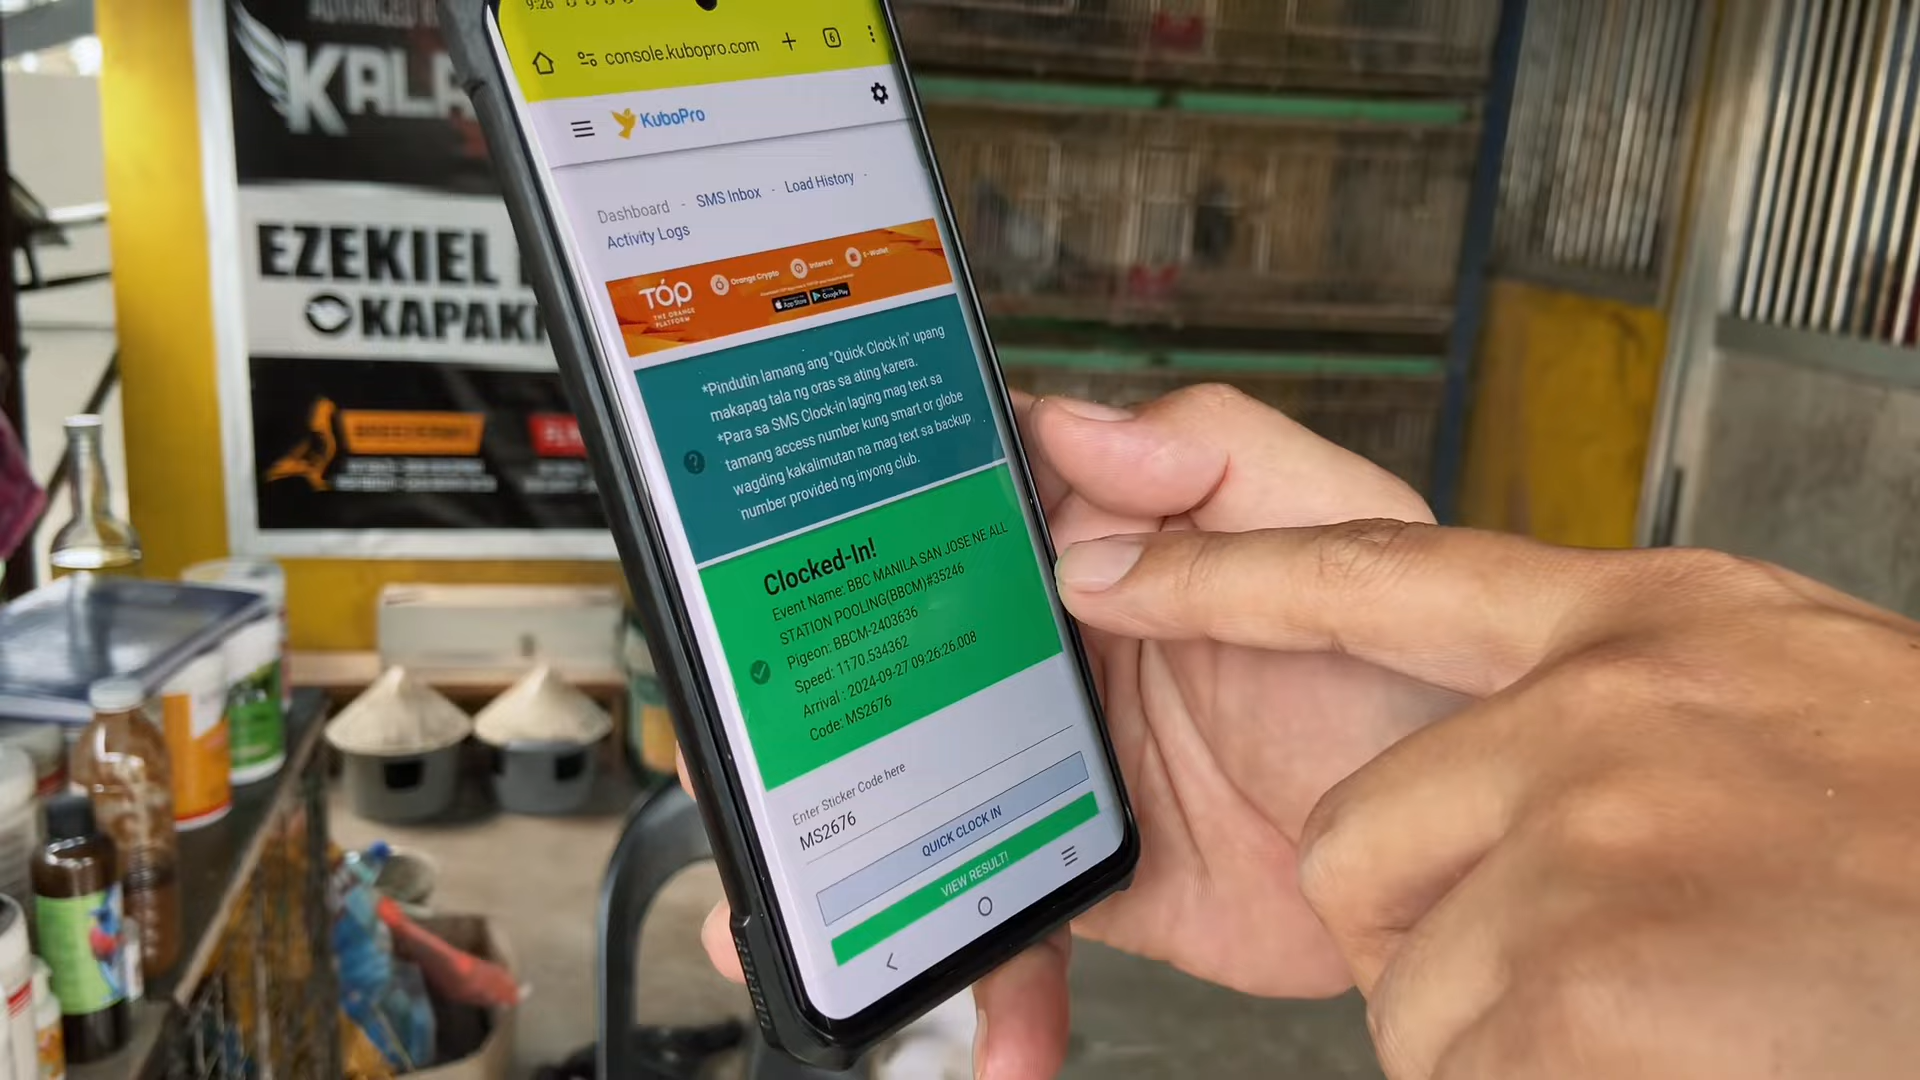 KALA
EZEKIEL
KAPAK
9:26
console.kubopro.com
6
KuboPro
Dashboard - SMS Inbox - Load History -
Activity Logs
TÓP
THE ORANGE
PLATFORM
Orange Crypto
Interest
E-Wallet
App Store
Google Play
*Pindutin lamang ang "Quick Clock in" upang
makapag tala ng oras sa ating karera.
*Para sa SMS Clock-in laging mag text sa
tamang access number kung smart or globe
wagding kakalimutan na mag text sa backup
number provided ng inyong club.
Clocked-In!
Event Name: BBC MANILA SAN JOSE NE ALL
STATION POOLING(BBCM)#35246
Pigeon: BBCM-2403636
Speed: 1170.534362
Arrival : 2024-09-27 09:26:26.008
Code: MS2676
Enter Sticker Code here
MS2676
QUICK CLOCK IN
VIEW RESULT!